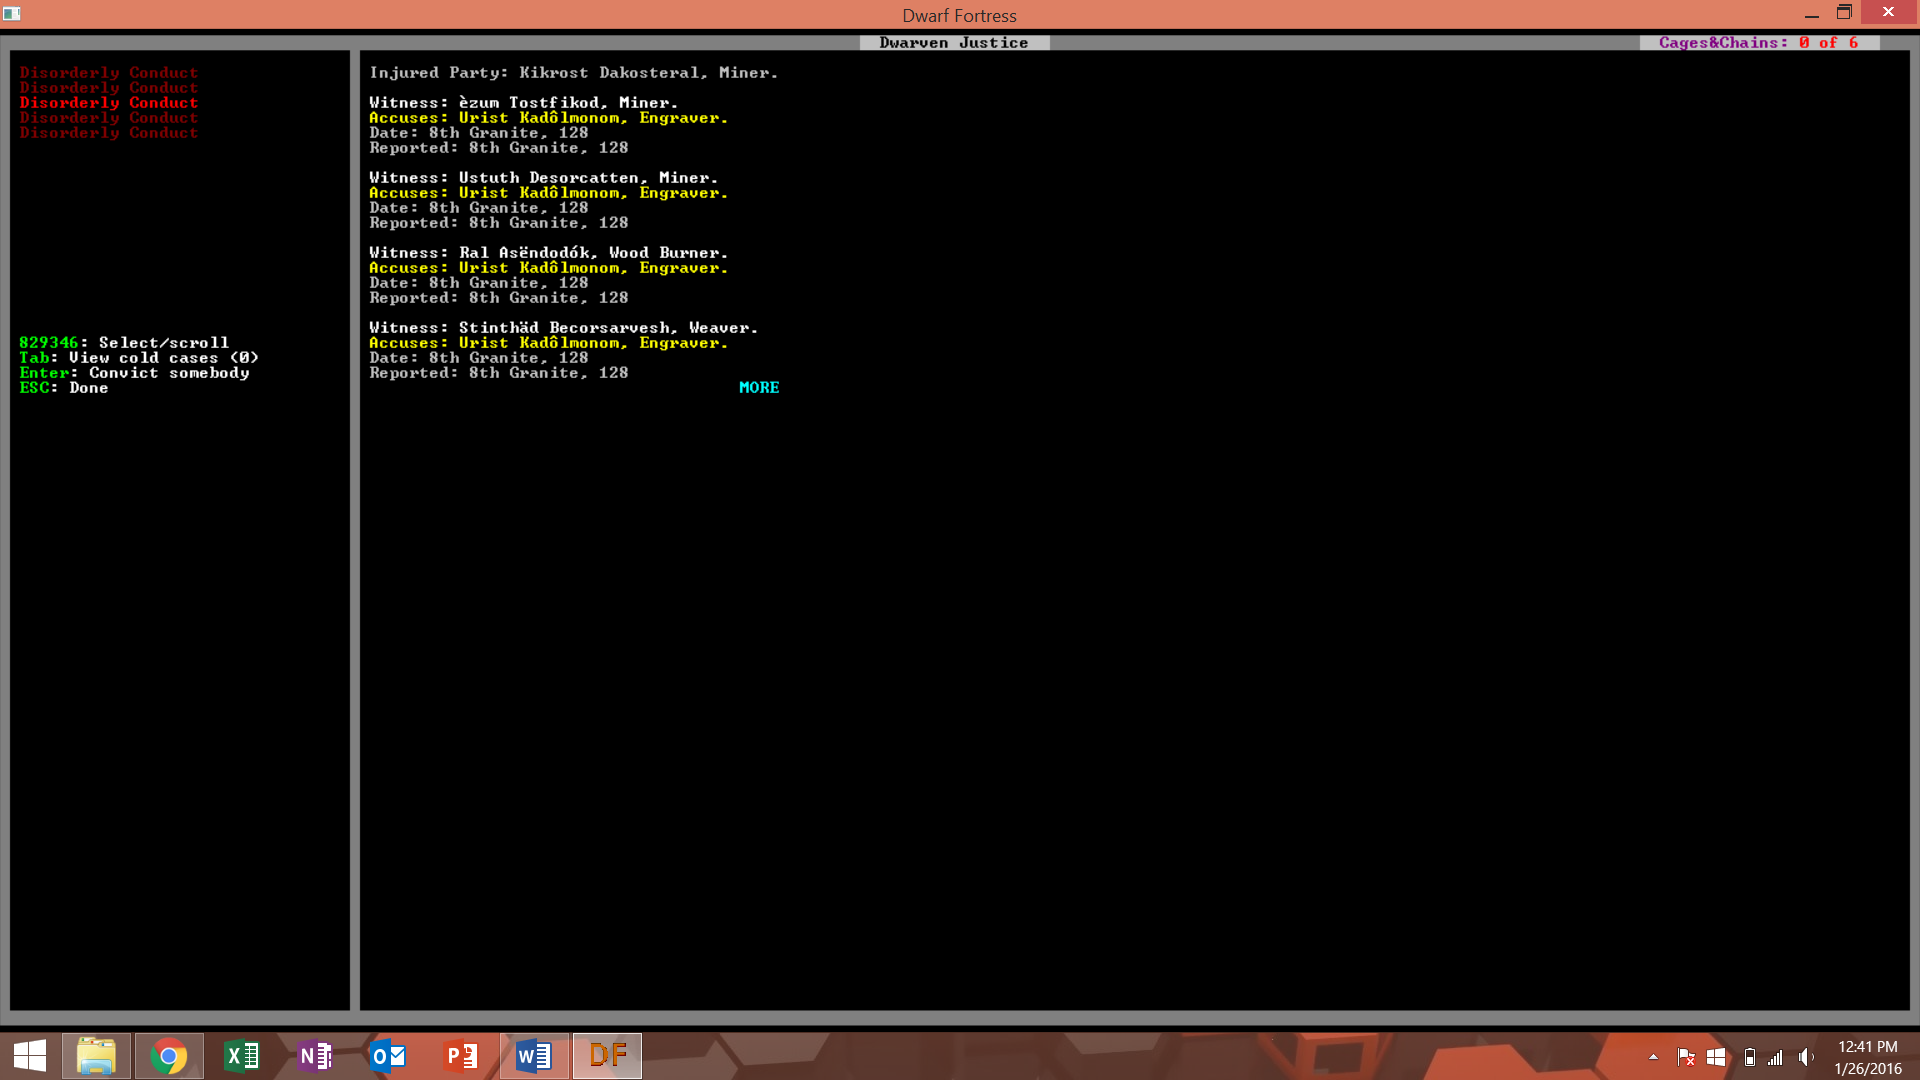 Dwarf Fortress
Dwarven Justice
Cages&Chains: 0 of 6
Disorderly Conduct
Disorderly Conduct
Disorderly Conduct
Disorderly Conduct
Disorderly Conduct
829346: Select/scroll
Tab: View cold cases (0)
Enter: Convict somebody
ESC: Done
Injured Party: Kikrost Dakosteral, Miner.
Witness: èzum Tostfikod, Miner.
Accuses: Urist Kadôlmonom, Engraver.
Date: 8th Granite, 128
Reported: 8th Granite, 128
Witness: Ustuth Desorcatten, Miner.
Accuses: Urist Kadôlmonom, Engraver.
Date: 8th Granite, 128
Reported: 8th Granite, 128
Witness: Ral Asëndodók, Wood Burner.
Accuses: Urist Kadôlmonom, Engraver.
Date: 8th Granite, 128
Reported: 8th Granite, 128
Witness: Stinthäd Becorsarvesh, Weaver.
Accuses: Urist Kadôlmonom, Engraver.
Date: 8th Granite, 128
Reported: 8th Granite, 128
MORE
DF
12:41 PM
1/26/2016